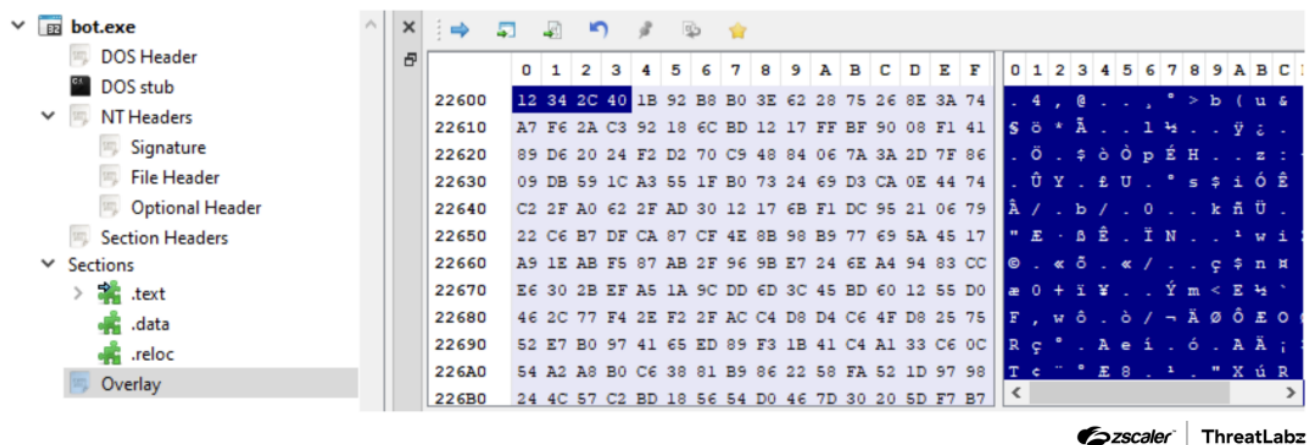 bot.exe
DOS Header
DOS stub
NT Headers
Signature
File Header
Optional Header
Section Headers
Sections
.text
.data
.reloc
Overlay
0 1 2 3 4 5 6 7 8 9 A B C D E F
22600 12 34 2C 40 1B 92 B8 B0 3E 62 28 75 26 8E 3A 74
22610 A7 F6 2A C3 92 18 6C BD 12 17 FF BF 90 08 F1 41
22620 89 D6 20 24 F2 D2 70 C9 48 84 06 7A 3A 2D 7F 86
22630 09 DB 59 1C A3 55 1F B0 73 24 69 D3 CA 0E 44 74
22640 C2 2F A0 62 2F AD 30 12 17 6B F1 DC 95 21 06 79
22650 22 C6 B7 DF CA 87 CF 4E 8B 98 B9 77 69 5A 45 17
22660 A9 1E AB F5 87 AB 2F 96 9B E7 24 6E A4 94 83 CC
22670 E6 30 2B EF A5 1A 9C DD 6D 3C 45 BD 60 12 55 D0
22680 46 2C 77 F4 2E F2 2F AC C4 D8 D4 C6 4F D8 25 75
22690 52 E7 B0 97 41 65 ED 89 F3 1B 41 C4 A1 33 C6 0C
226A0 54 A2 A8 B0 C6 38 81 B9 86 22 58 FA 52 1D 97 98
226B0 24 4C 57 C2 BD 18 56 54 D0 46 7D 30 20 5D F7 B7
0 1 2 3 4 5 6 7 8 9 A B C
. 4 , @ . . ¸ ° > b ( u &
§ ö * Ã . . l ½ . . ÿ ¿ .
. Ö . $ ò Ò p É H . . z :
. Û Y . £ U . ° s $ i Ó Ê
Â / . b / . 0 . . k ñ Ü .
" Æ · ß Ê . Ï N . . ¹ w i
© . « õ . « / . . ç $ n ¤
æ 0 + ï ¥ . . Ý m < E ½ `
F , w ô . ò / ¬ Ä Ø Ô Æ O
R ç ° . A e í . ó . A Ä ¡
T ¢ ¨ ° Æ 8 . ¹ . " X ú R
zscaler | ThreatLabz